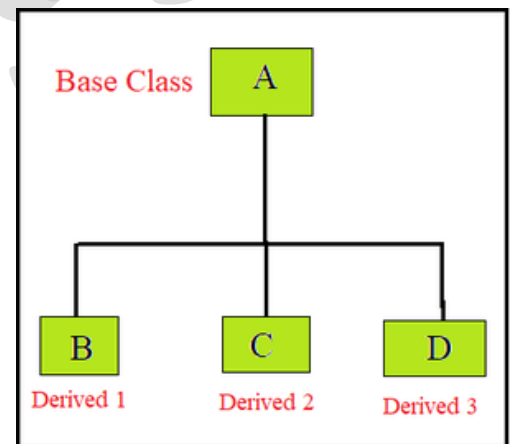 Base Class
A
B
C
D
Derived 1
Derived 2
Derived 3